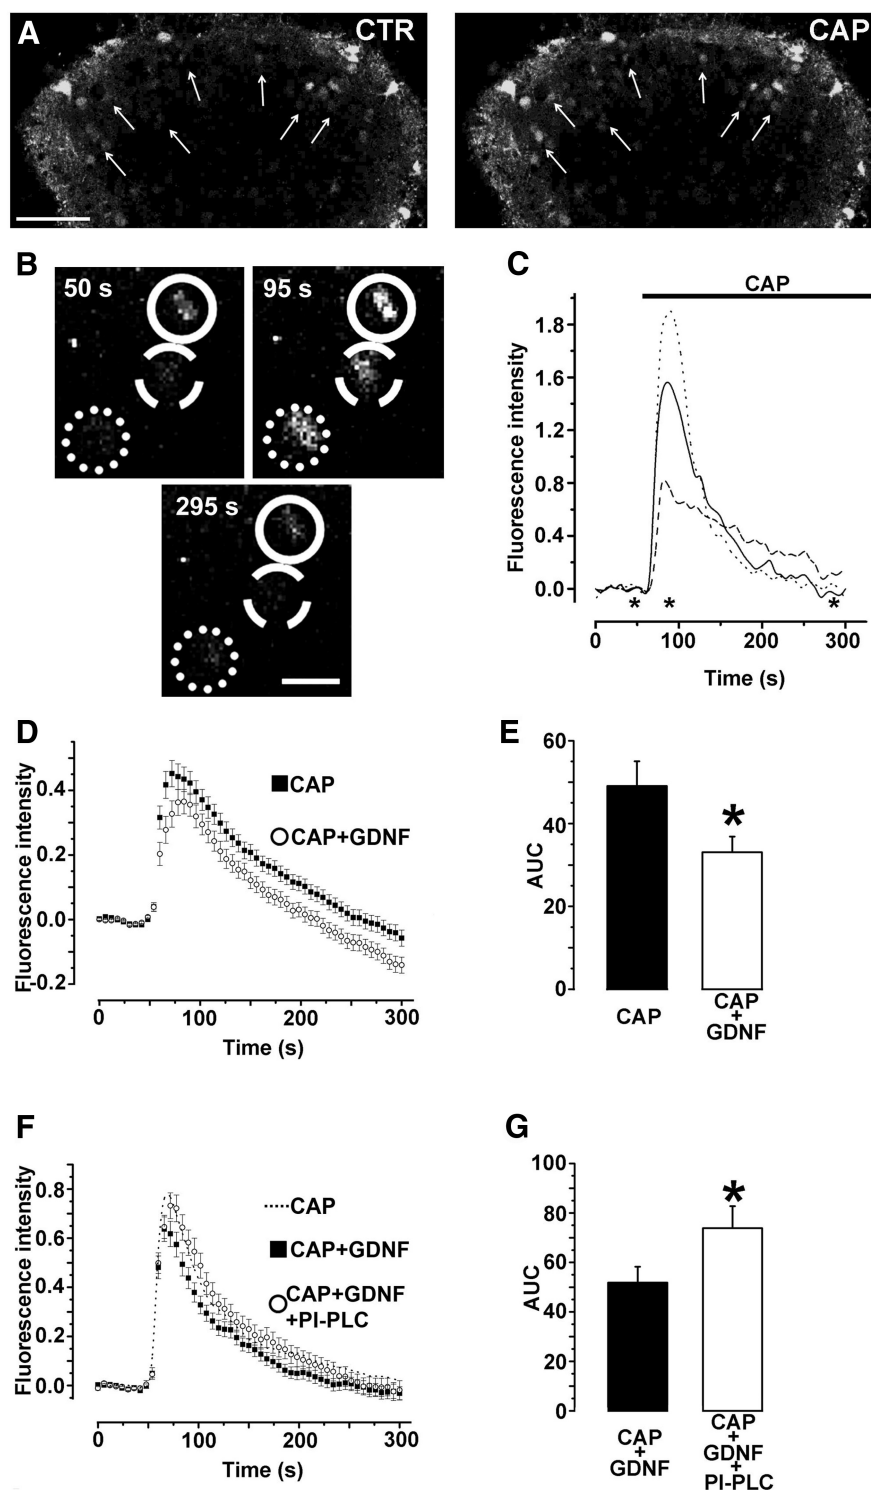 A
CTR
CAP
B
50 s
95 s
295 s
C
CAP
Fluorescence intensity
1.8
1.6
1.2
0.8
0.4
0.0
*
*
*
0
100
200
300
Time (s)
D
Fluorescence intensity
0.4
0.2
0.0
-0.2
CAP
CAP+GDNF
0
100
200
300
Time (s)
E
AUC
60
40
20
0
*
CAP
CAP
+
GDNF
F
Fluorescence intensity
0.8
0.6
0.4
0.2
0.0
CAP
CAP+GDNF
CAP+GDNF
+PI-PLC
0
100
200
300
Time (s)
G
AUC
100
80
60
40
20
0
*
CAP
+
GDNF
CAP
+
GDNF
+
PI-PLC